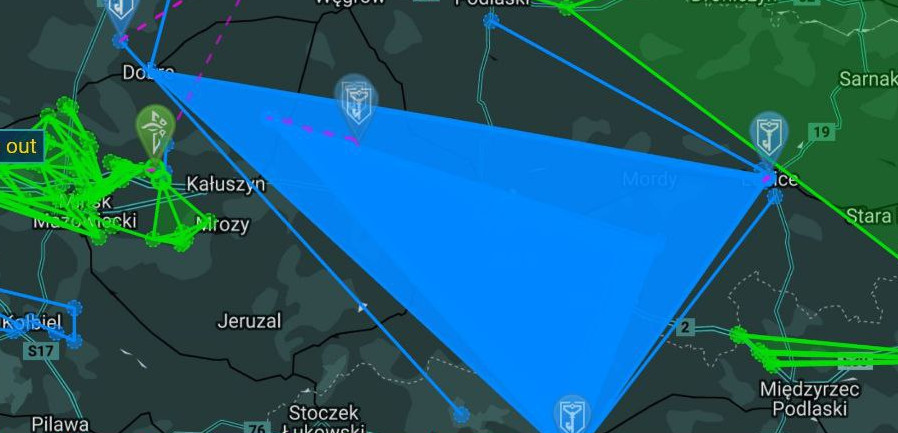 Węgrów
Podlaski
Dobre
Sarnak
19
out
Kałuszyn
Mordy
Łosice
Mińsk
Mazowiecki
Mrozy
Stara
Kołbiel
Jeruzal
2
S17
Międzyrzec
Podlaski
Stoczek
Łukowski
Pilawa
76